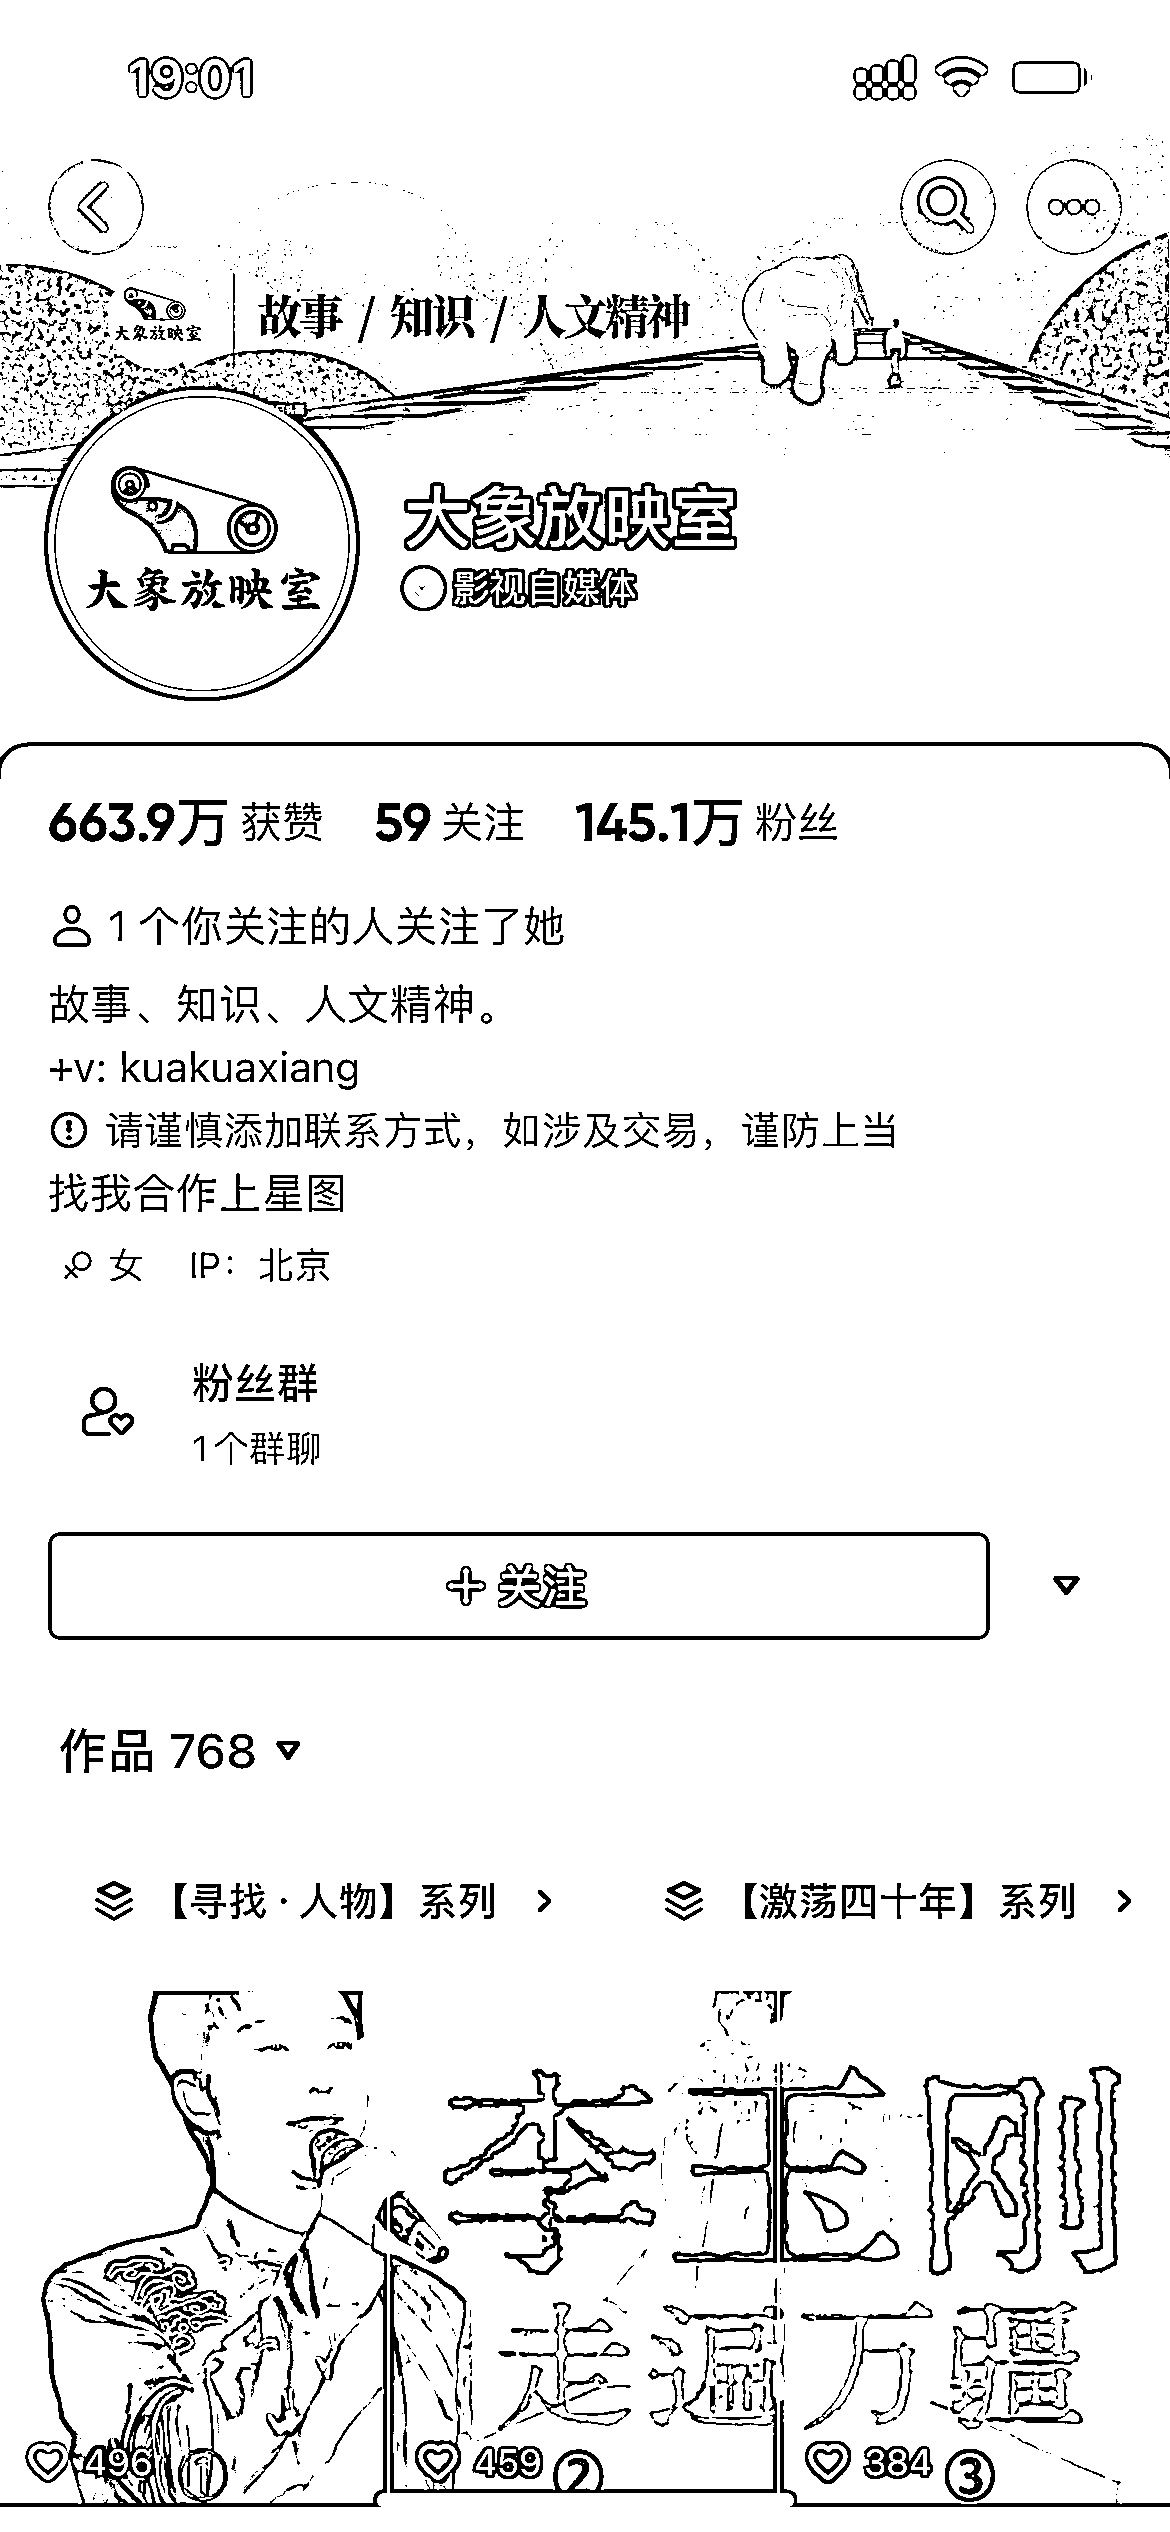 19:01
大象放映室
故事 / 知识 / 人文精神
大象放映室
大象放映室
影视自媒体
663.9万 获赞 59 关注 145.1万 粉丝
1 个你关注的人关注了她
故事、知识、人文精神。
+v: kuakuaxiang
请谨慎添加联系方式，如涉及交易，谨防上当
找我合作上星图
女 IP：北京
粉丝群
1个群聊
关注
作品 768
【寻找·人物】系列
【激荡四十年】系列
李玉刚
走遍万疆
496 ① 459 ② 384 ③